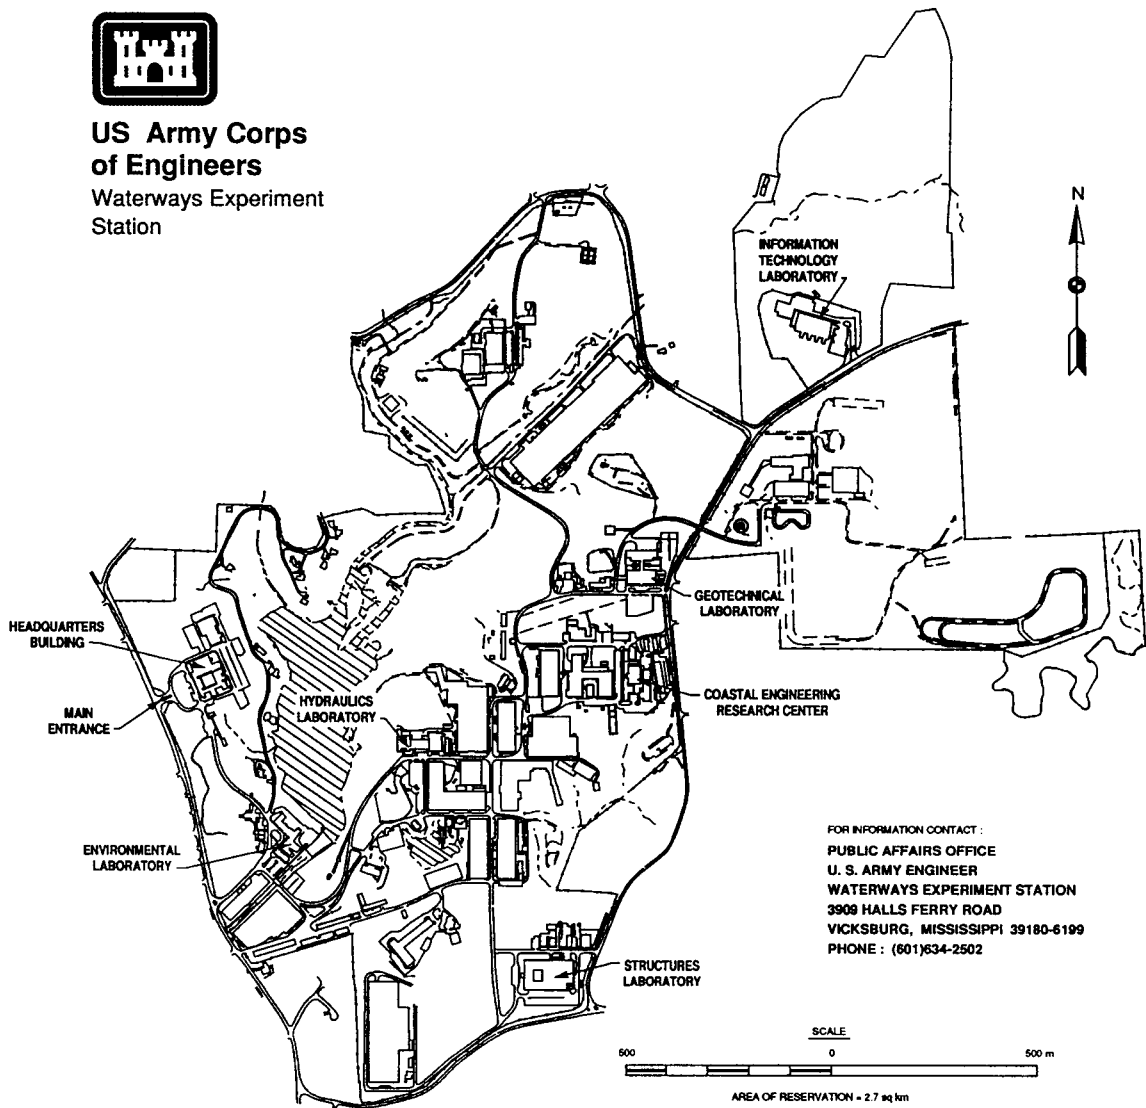 US Army Corps
of Engineers
Waterways Experiment
Station
N
INFORMATION
TECHNOLOGY
LABORATORY
GEOTECHNICAL
LABORATORY
HEADQUARTERS
BUILDING
MAIN
ENTRANCE
HYDRAULICS
LABORATORY
COASTAL ENGINEERING
RESEARCH CENTER
ENVIRONMENTAL
LABORATORY
STRUCTURES
LABORATORY
FOR INFORMATION CONTACT :
PUBLIC AFFAIRS OFFICE
U. S. ARMY ENGINEER
WATERWAYS EXPERIMENT STATION
3909 HALLS FERRY ROAD
VICKSBURG, MISSISSIPPI 39180-6199
PHONE : (601)634-2502
SCALE
500 0 500 m
AREA OF RESERVATION = 2.7 sq km